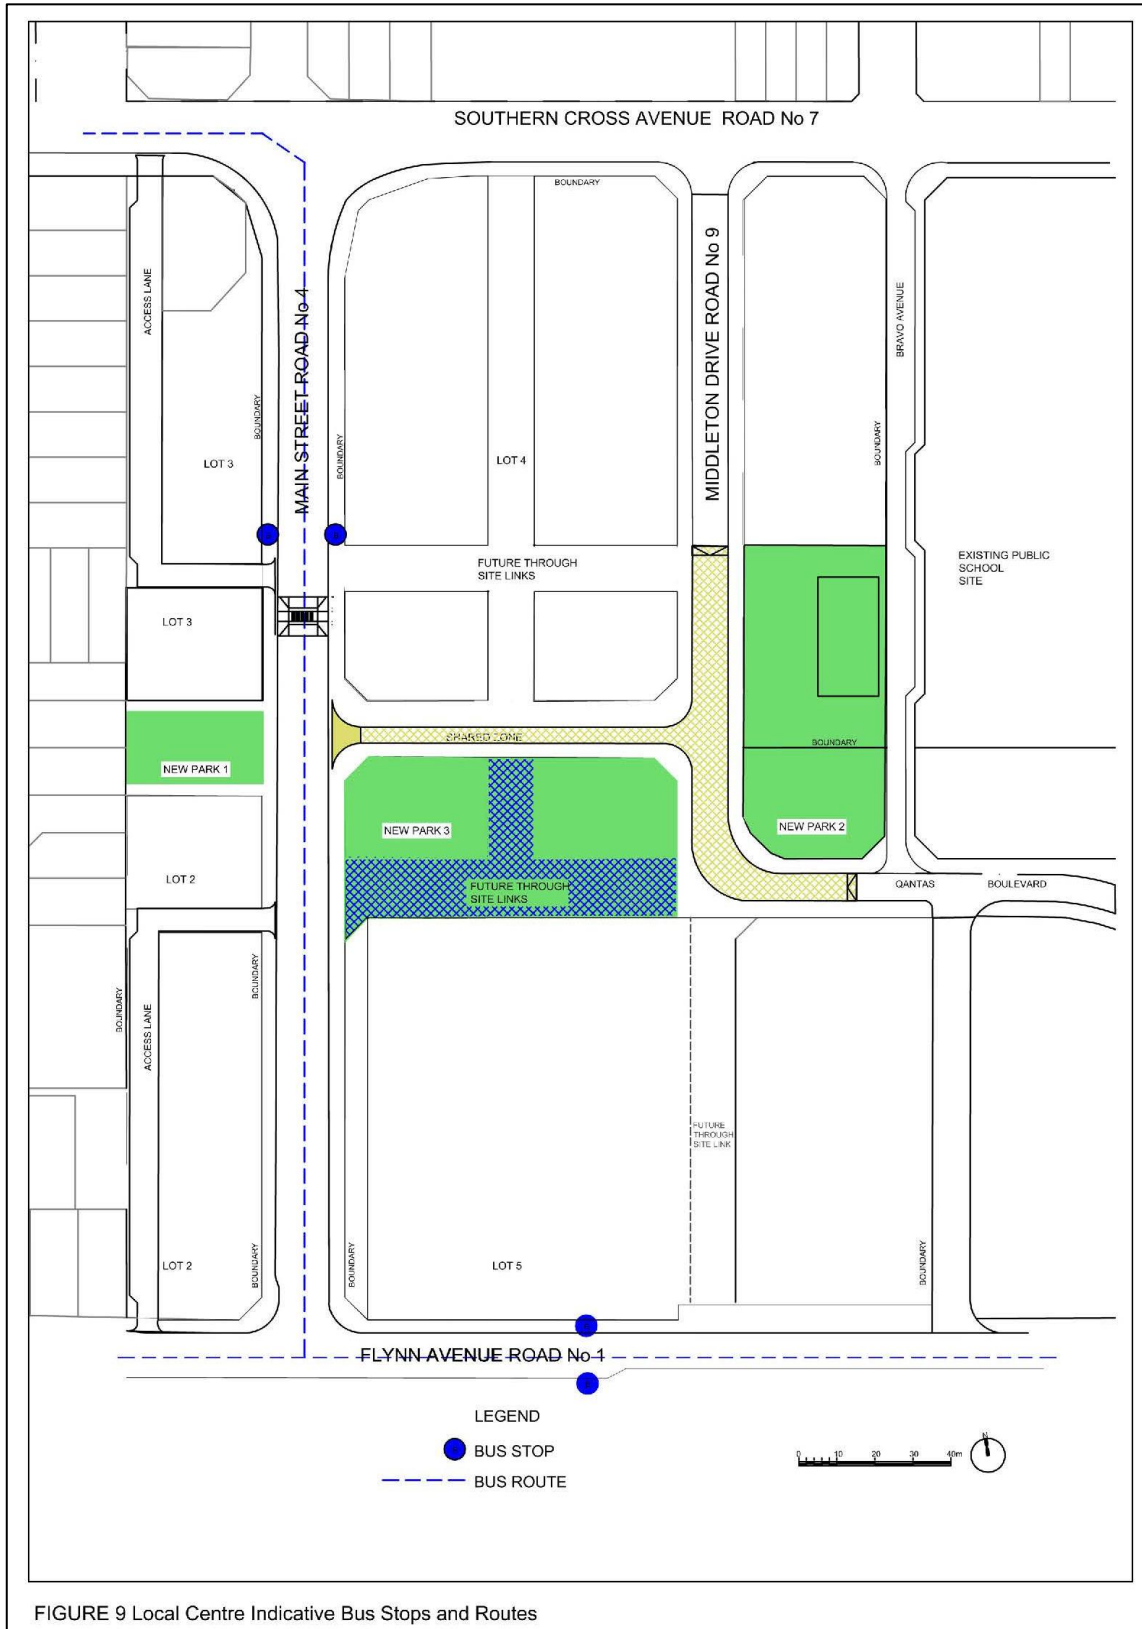 SOUTHERN CROSS AVENUE ROAD No 7
BOUNDARY
ACCESS LANE
MAIN STREET ROAD No 4
MIDDLETON DRIVE ROAD No 9
BRAVO AVENUE
BOUNDARY
BOUNDARY
BOUNDARY
LOT 3
LOT 4
FUTURE THROUGH
SITE LINKS
EXISTING PUBLIC
SCHOOL
SITE
LOT 3
SHARED ZONE
BOUNDARY
NEW PARK 1
NEW PARK 3
NEW PARK 2
LOT 2
FUTURE THROUGH
SITE LINKS
QANTAS BOULEVARD
BOUNDARY
BOUNDARY
ACCESS LANE
FUTURE
THROUGH
SITE LINK
LOT 2
BOUNDARY
BOUNDARY
LOT 5
BOUNDARY
FLYNN AVENUE ROAD No 1
LEGEND
BUS STOP
BUS ROUTE
0 10 20 30 40m
N
FIGURE 9 Local Centre Indicative Bus Stops and Routes